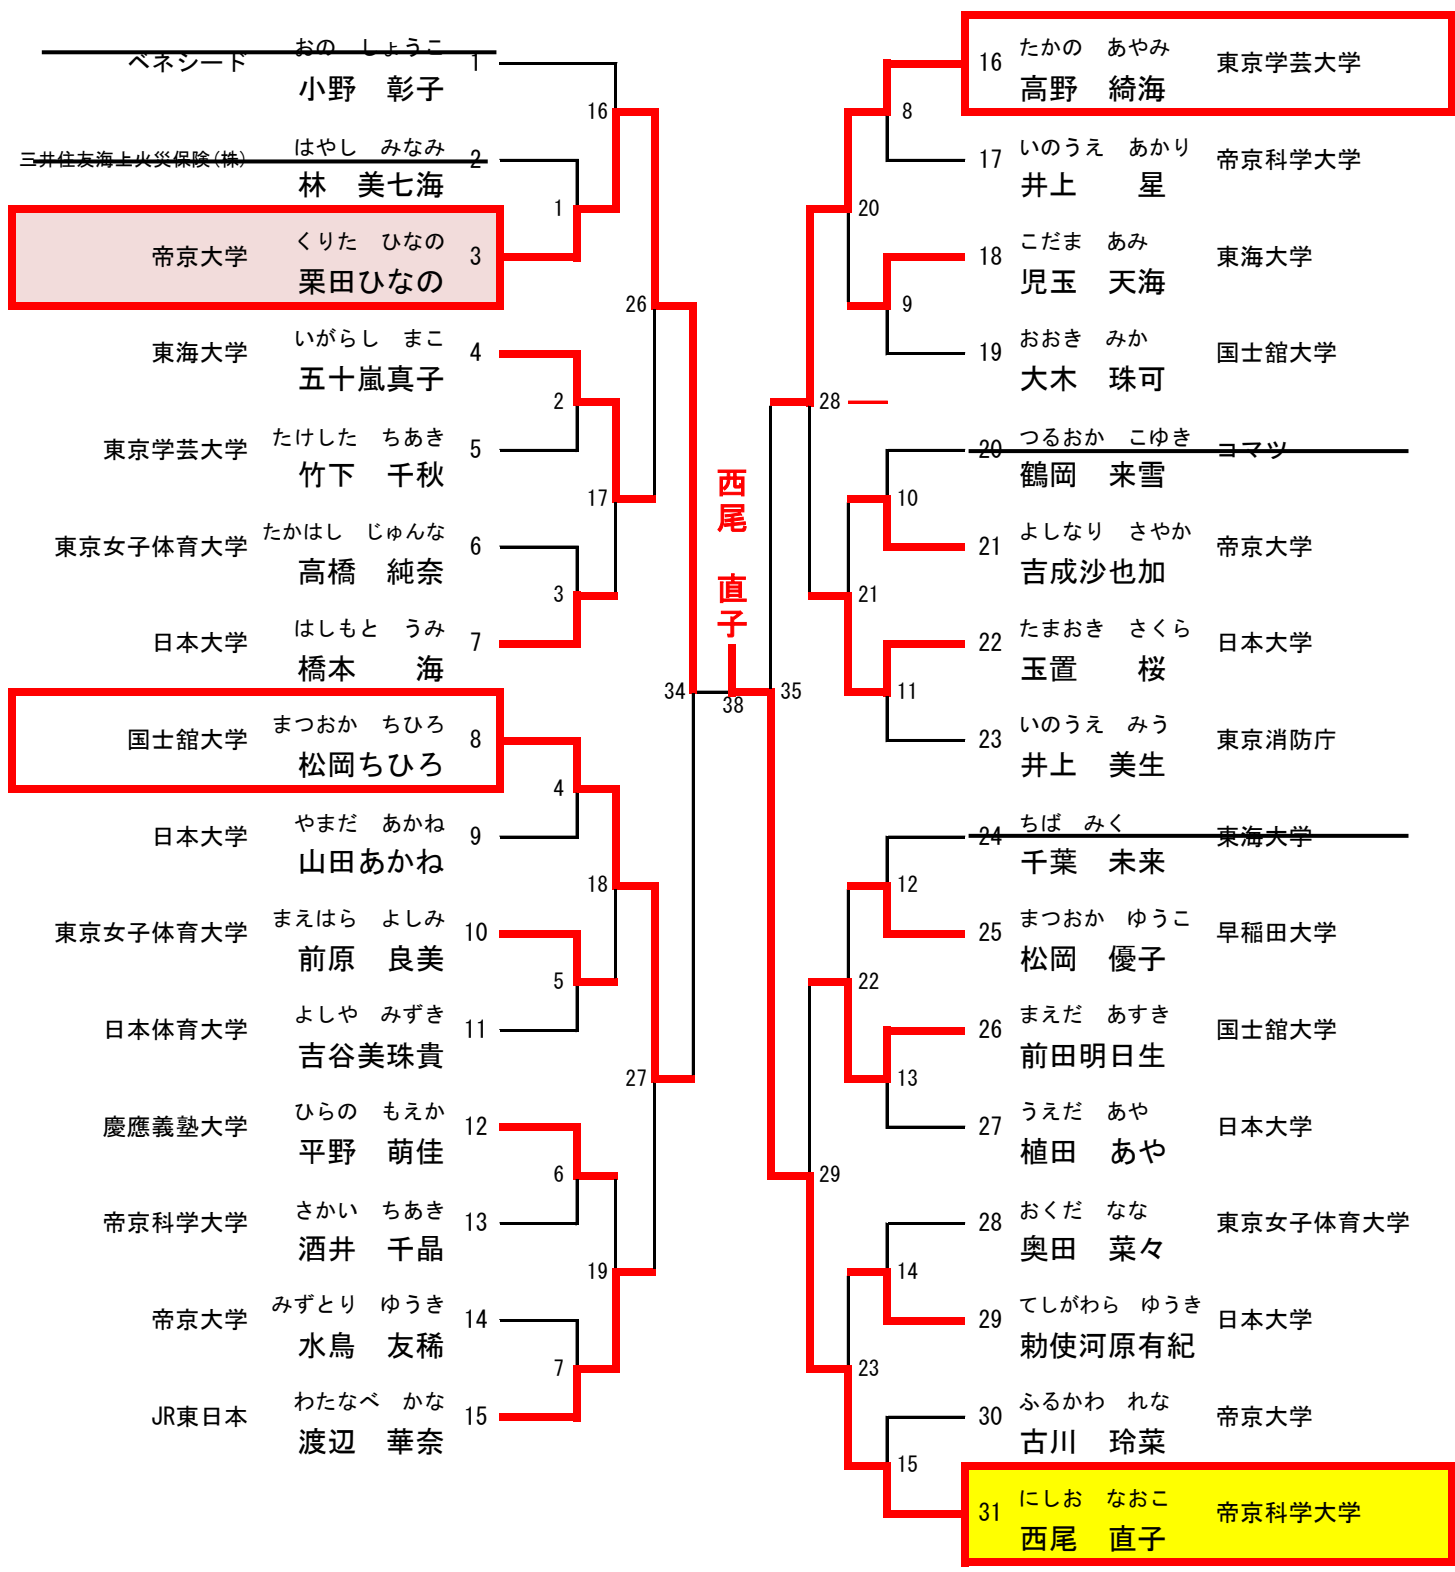 おの　しょうこ
ベネシード　小野　彰子　1
はやし　みなみ
三井住友海上火災保険(株)　林　美七海　2
くりた　ひなの
帝京大学　栗田ひなの　3
いがらし　まこ
東海大学　五十嵐真子　4
たけした　ちあき
東京学芸大学　竹下　千秋　5
たかはし　じゅんな
東京女子体育大学　高橋　純奈　6
はしもと　うみ
日本大学　橋本　海　7
まつおか　ちひろ
国士舘大学　松岡ちひろ　8
やまだ　あかね
日本大学　山田あかね　9
まえはら　よしみ
東京女子体育大学　前原　良美　10
よしや　みずき
日本体育大学　吉谷美珠貴　11
ひらの　もえか
慶應義塾大学　平野　萌佳　12
さかい　ちあき
帝京科学大学　酒井　千晶　13
みずとり　ゆうき
帝京大学　水鳥　友稀　14
わたなべ　かな
JR東日本　渡辺　華奈　15
1
2
3
4
5
6
7
16
17
18
19
26
27
34
西尾　直子
38
35
28
29
20
21
22
23
8
9
10
11
12
13
14
15
たかの　あやみ
16　高野　綺海　東京学芸大学
いのうえ　あかり
17　井上　星　帝京科学大学
こだま　あみ
18　児玉　天海　東海大学
おおき　みか
19　大木　珠可　国士舘大学
つるおか　こゆき
20　鶴岡　来雪　コマツ
よしなり　さやか
21　吉成沙也加　帝京大学
たまおき　さくら
22　玉置　桜　日本大学
いのうえ　みう
23　井上　美生　東京消防庁
ちば　みく
24　千葉　未来　東海大学
まつおか　ゆうこ
25　松岡　優子　早稲田大学
まえだ　あすき
26　前田明日生　国士舘大学
うえだ　あや
27　植田　あや　日本大学
おくだ　なな
28　奥田　菜々　東京女子体育大学
てしがわら　ゆうき
29　勅使河原有紀　日本大学
ふるかわ　れな
30　古川　玲菜　帝京大学
にしお　なおこ
31　西尾　直子　帝京科学大学